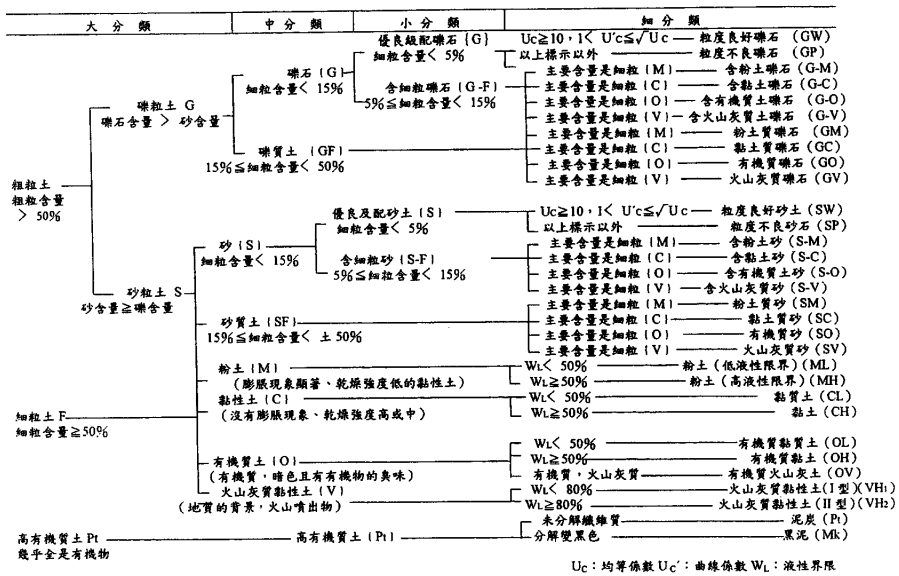 大分類 中分類 小分類 細分類
優良級配礫石{G} Uc≧10,1< U'c≦√Uc 粒度良好礫石 (GW)
細粒含量< 5% 以上標示以外 粒度不良礫石 (GP)
礫石{G} 主要含量是細粒{M} 含粉土礫石 (G-M)
細粒含量< 15% 含細粒礫石{G-F} 主要含量是細粒{C} 含黏土礫石 (G-C)
5%≦細粒含量< 15% 主要含量是細粒{O} 含有機質土礫石 (G-O)
礫粒土 G 主要含量是細粒{V} 含火山灰質土礫石 (G-V)
礫石含量 > 砂含量 主要含量是細粒{M} 粉土質礫石 (GM)
礫質土{GF} 主要含量是細粒{C} 黏土質礫石 (GC)
15%≦細粒含量< 50% 主要含量是細粒{O} 有機質礫石 (GO)
主要含量是細粒{V} 火山灰質礫石 (GV)
粗粒土
粗粒含量
> 50%
優良及配砂土{S} Uc≧10,1< U'c≦√Uc 粒度良好砂土 (SW)
細粒含量< 5% 以上標示以外 粒度不良砂石 (SP)
砂{S} 主要含量是細粒{M} 含粉土砂 (S-M)
細粒含量< 15% 含細粒砂{S-F} 主要含量是細粒{C} 含黏土砂 (S-C)
5%≦細粒含量< 15% 主要含量是細粒{O} 含有機質土砂 (S-O)
砂粒土 S 主要含量是細粒{V} 含火山灰質砂 (S-V)
砂含量≧礫含量 主要含量是細粒{M} 粉土質砂 (SM)
砂質土{SF} 主要含量是細粒{C} 黏土質砂 (SC)
15%≦細粒含量< 土50% 主要含量是細粒{O} 有機質砂 (SO)
主要含量是細粒{V} 火山灰質砂 (SV)
粉土{M} WL< 50% 粉土(低液性限界) (ML)
(膨脹現象顯著、乾燥強度低的黏性土) WL≧50% 粉土(高液性限界) (MH)
黏性土{C} WL< 50% 黏質土 (CL)
細粒土 F (沒有膨脹現象、乾燥強度高或中) WL≧50% 黏土 (CH)
細粒含量≧50%
WL< 50% 有機質黏質土 (OL)
有機質土{O} WL≧50% 有機質黏土 (OH)
(有機質,暗色且有有機物的臭味) 有機質,火山灰質 有機質火山灰土 (OV)
火山灰質黏性土{V} WL< 80% 火山灰質黏性土(I型)(VH1)
(地質的背景,火山噴出物) WL≧80% 火山灰質黏性土(II型)(VH2)
未分解纖維質 泥炭 (Pt)
高有機質土 Pt 高有機質土{Pt} 分解變黑色 黑泥 (Mk)
幾乎全是有機物
Uc:均等係數 Uc':曲線係數 WL:液性界限